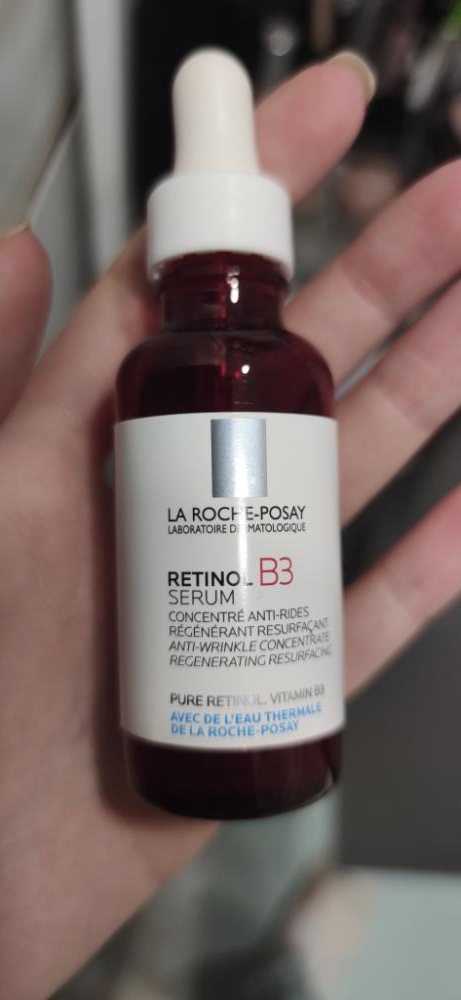 LA ROCHE-POSAY
LABORATOIRE DERMATOLOGIQUE
RETINOL B3
SERUM
CONCENTRÉ ANTI-RIDES
RÉGÉNÉRANT RESURFAÇANT
ANTI-WRINKLE CONCENTRATE
REGENERATING RESURFACING
PURE RETINOL. VITAMIN B3
AVEC DE L'EAU THERMALE
DE LA ROCHE-POSAY